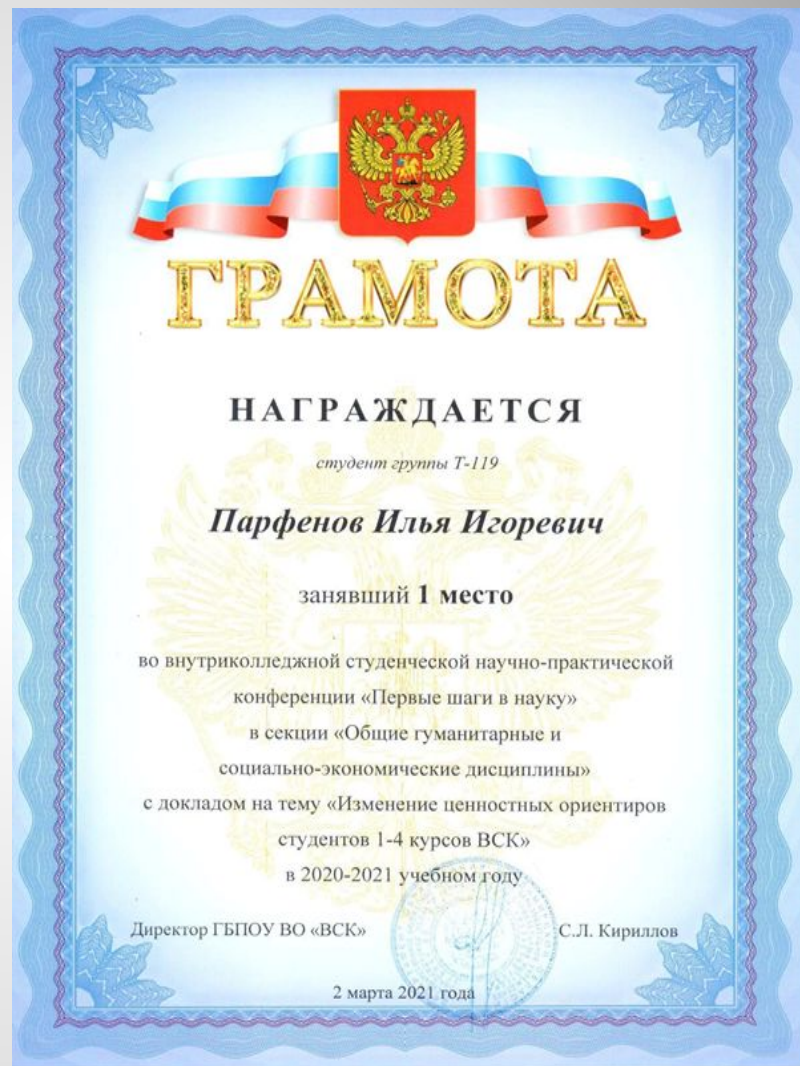 ГРАМОТА
НАГРАЖДАЕТСЯ
студент группы Т-119
Парфенов Илья Игоревич
занявший 1 место
во внутриколледжной студенческой научно-практической
конференции «Первые шаги в науку»
в секции «Общие гуманитарные и
социально-экономические дисциплины»
с докладом на тему «Изменение ценностных ориентиров
студентов 1-4 курсов ВСК»
в 2020-2021 учебном году
Директор ГБПОУ ВО «ВСК» С.Л. Кириллов
2 марта 2021 года